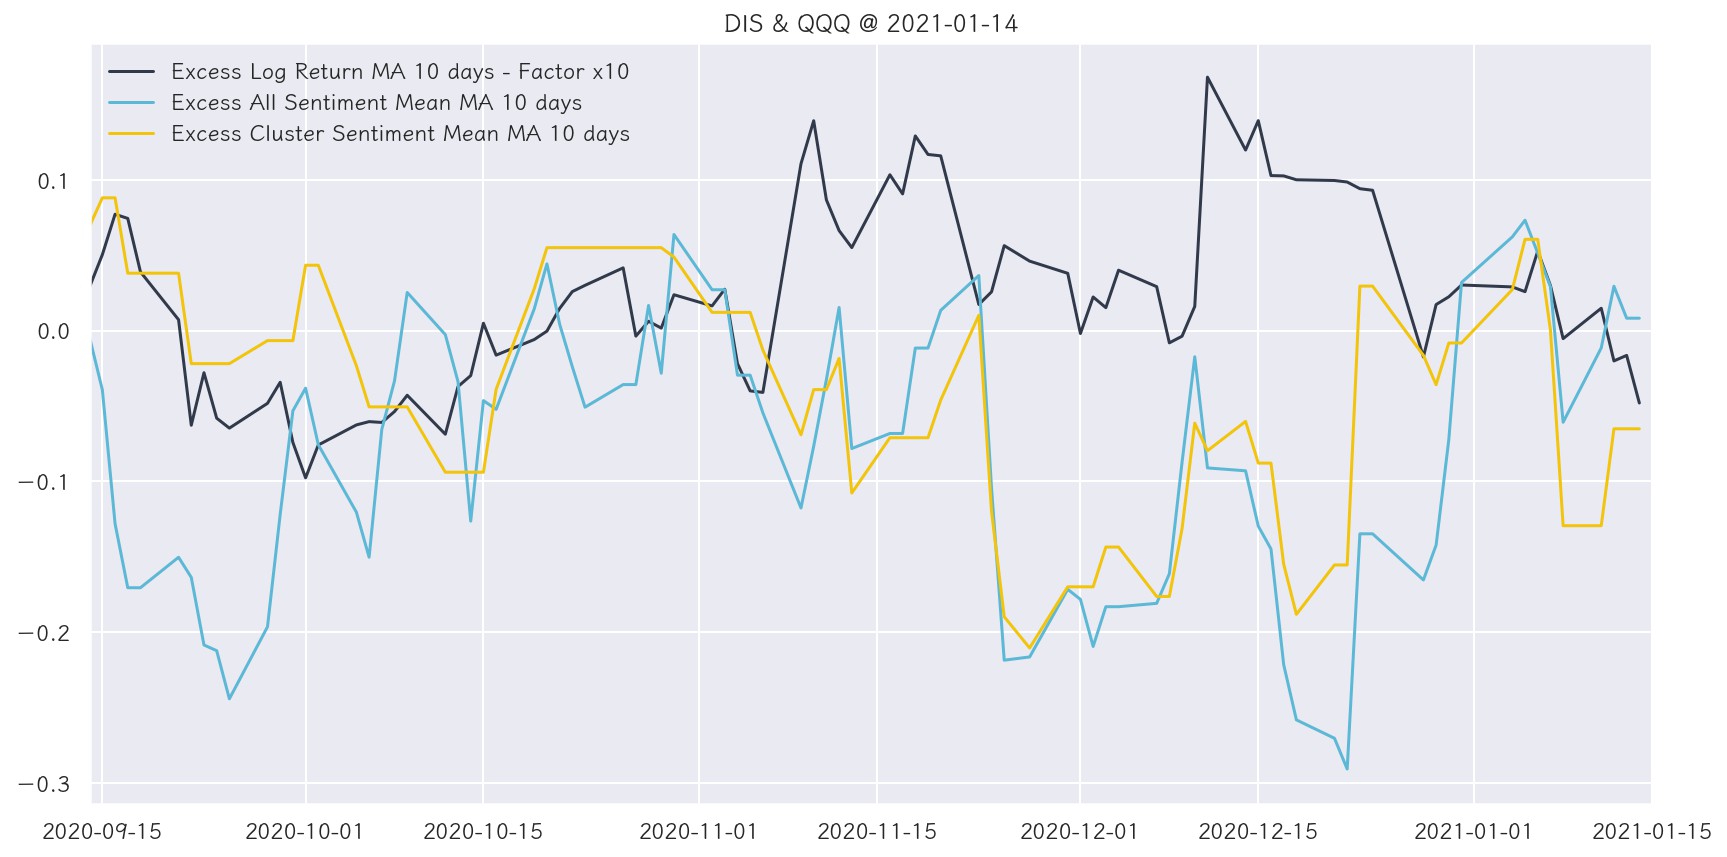 DIS & QQQ @ 2021-01-14
Excess Log Return MA 10 days - Factor x10
Excess All Sentiment Mean MA 10 days
Excess Cluster Sentiment Mean MA 10 days
0.1
0.0
−0.1
−0.2
−0.3
2020-09-15 2020-10-01 2020-10-15 2020-11-01 2020-11-15 2020-12-01 2020-12-15 2021-01-01 2021-01-15